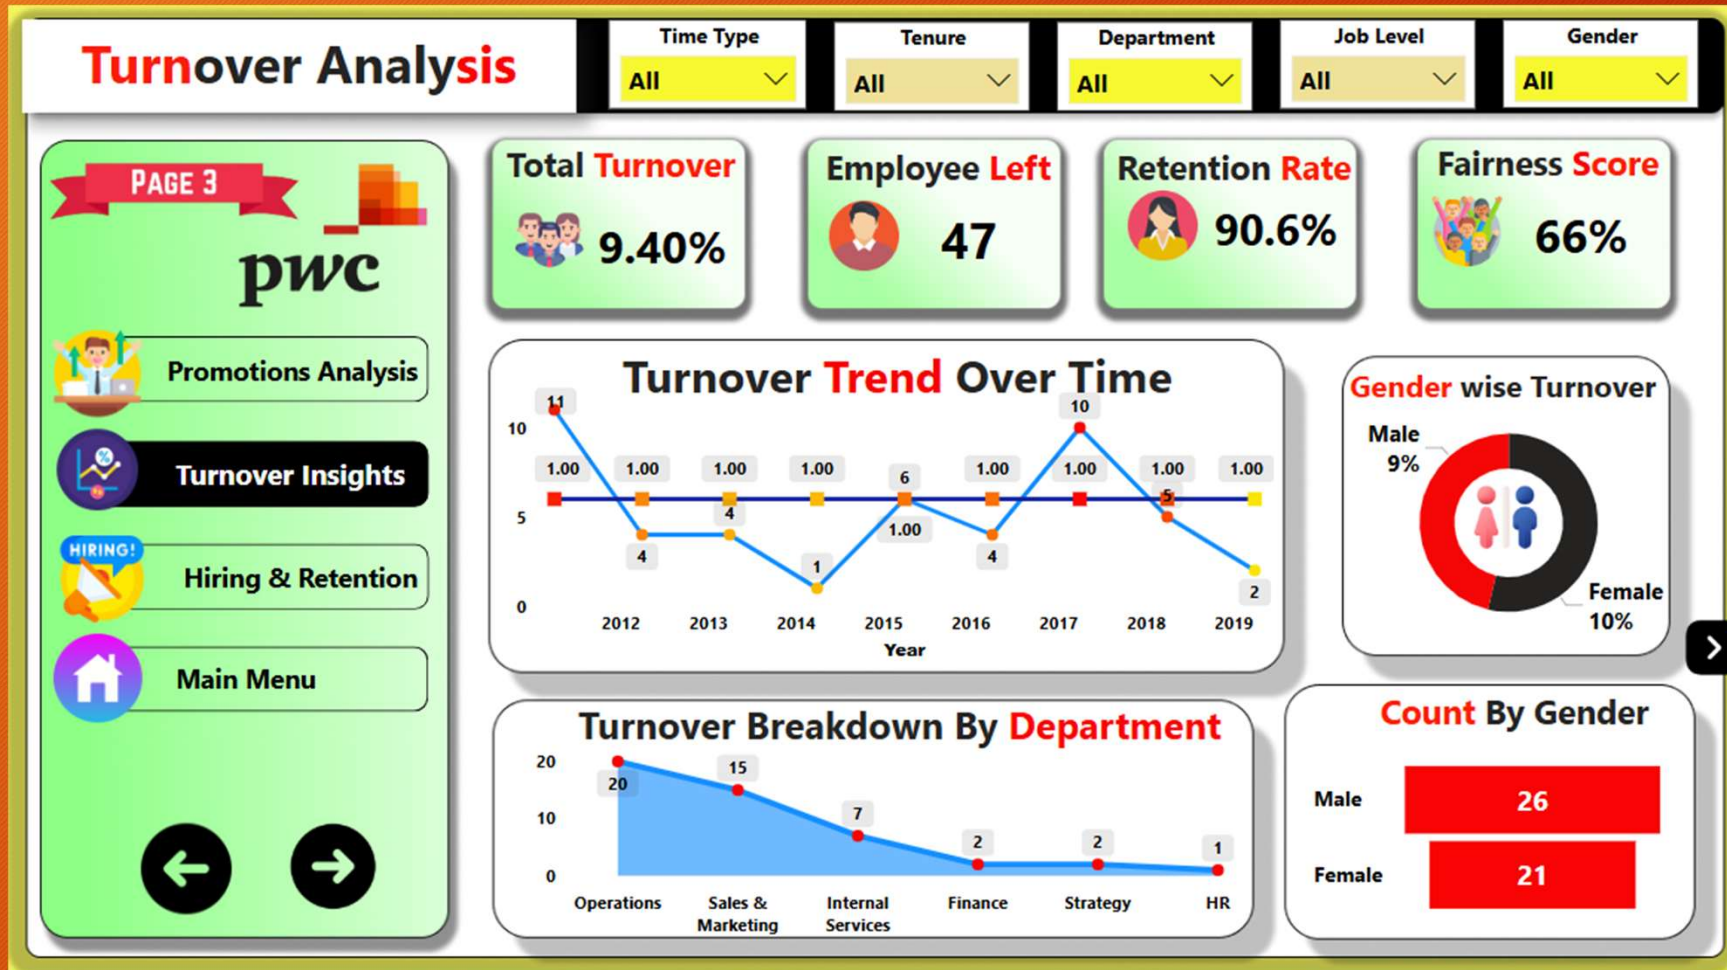 Turnover Analysis
Time Type
All
Tenure
All
Department
All
Job Level
All
Gender
All
PAGE 3
pwc
Promotions Analysis
Turnover Insights
HIRING!
Hiring & Retention
Main Menu
Total Turnover
9.40%
Employee Left
47
Retention Rate
90.6%
Fairness Score
66%
Turnover Trend Over Time
11
10
10
1.00 1.00 1.00 1.00 6 1.00 1.00 1.00 1.00
5
5
4
1.00
4
1
4
2
0
2012 2013 2014 2015 2016 2017 2018 2019
Year
Gender wise Turnover
Male
9%
Female
10%
Turnover Breakdown By Department
20
20
15
10
7
2
2
1
0
Operations
Sales &
Marketing
Internal
Services
Finance
Strategy
HR
Count By Gender
Male
26
Female
21